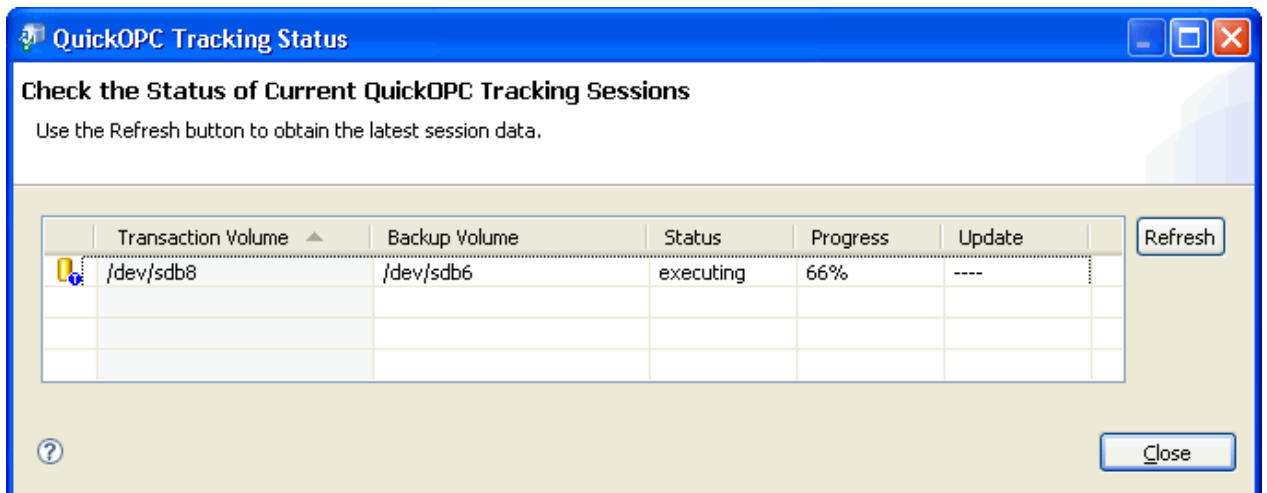 QuickOPC Tracking Status
Check the Status of Current QuickOPC Tracking Sessions
Use the Refresh button to obtain the latest session data.
Transaction Volume Backup Volume Status Progress Update Refresh
/dev/sdb8 /dev/sdb6 executing 66% ----
?
Close